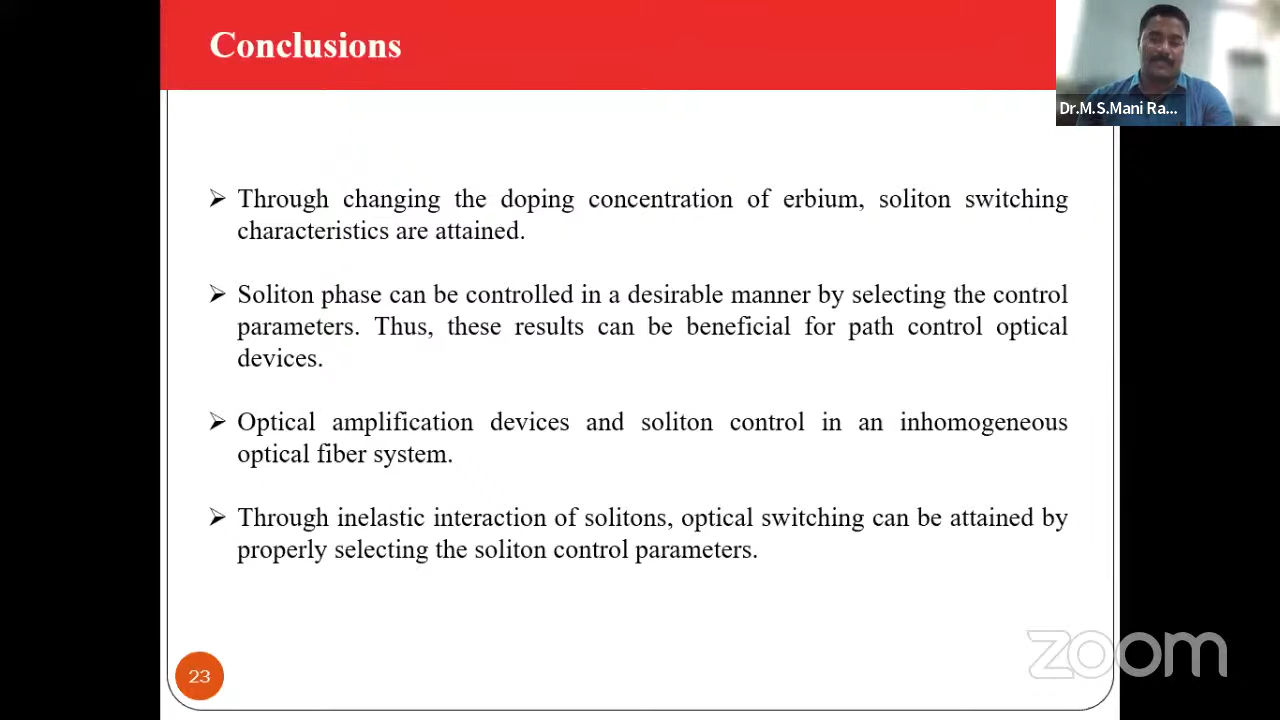 Conclusions
Dr.M.S.Mani Ra...
➢ Through changing the doping concentration of erbium, soliton switching
characteristics are attained.
➢ Soliton phase can be controlled in a desirable manner by selecting the control
parameters. Thus, these results can be beneficial for path control optical
devices.
➢ Optical amplification devices and soliton control in an inhomogeneous
optical fiber system.
➢ Through inelastic interaction of solitons, optical switching can be attained by
properly selecting the soliton control parameters.
23
zoom